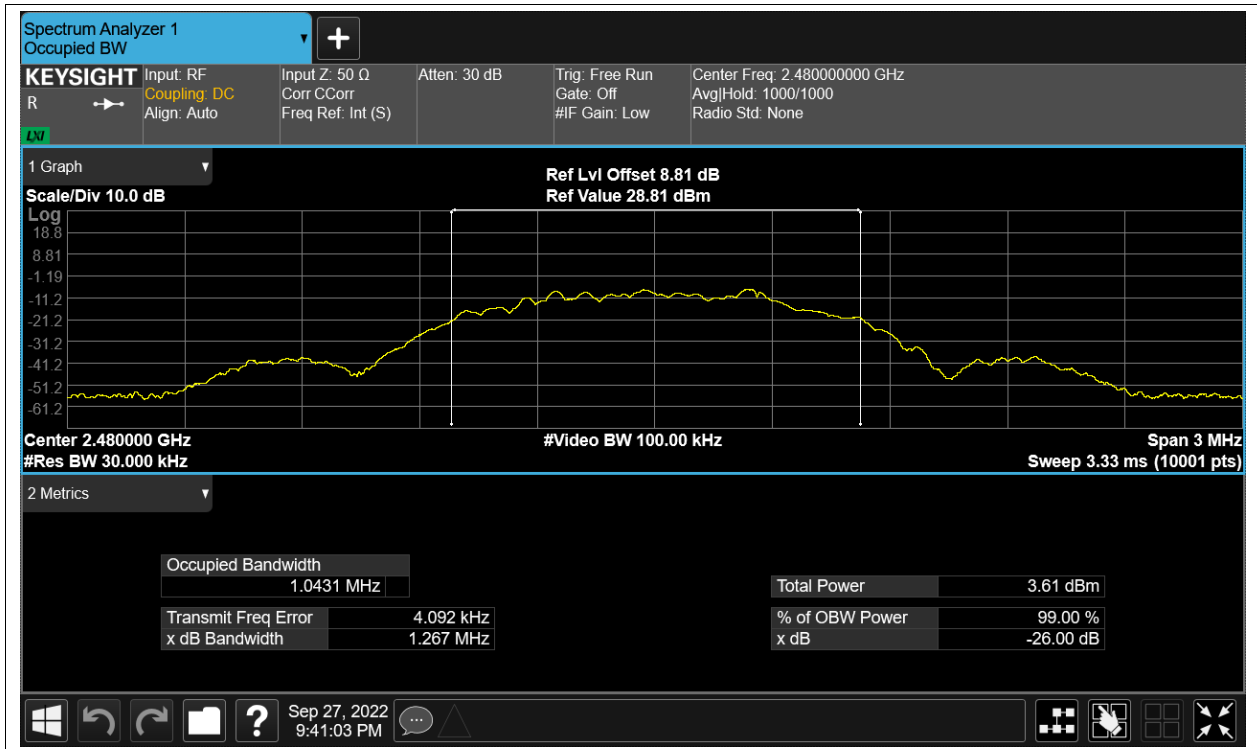 Spectrum Analyzer 1
Occupied BW
KEYSIGHT
R
LXI
Input: RF
Coupling: DC
Align: Auto
Input Z: 50 Ω
Corr CCorr
Freq Ref: Int (S)
Atten: 30 dB
Trig: Free Run
Gate: Off
#IF Gain: Low
Center Freq: 2.480000000 GHz
Avg|Hold: 1000/1000
Radio Std: None
1 Graph
Scale/Div 10.0 dB
Ref Lvl Offset 8.81 dB
Ref Value 28.81 dBm
Log
18.8
8.81
-1.19
-11.2
-21.2
-31.2
-41.2
-51.2
-61.2
Center 2.480000 GHz
#Video BW 100.00 kHz
Span 3 MHz
#Res BW 30.000 kHz
Sweep 3.33 ms (10001 pts)
2 Metrics
Occupied Bandwidth
1.0431 MHz
Transmit Freq Error 4.092 kHz
x dB Bandwidth 1.267 MHz
Total Power 3.61 dBm
% of OBW Power 99.00 %
x dB -26.00 dB
?
Sep 27, 2022
9:41:03 PM